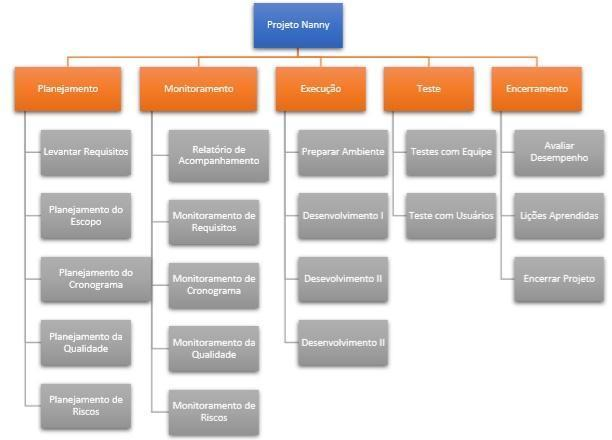 Projeto Nanny
Planejamento
Monitoramento
Execução
Teste
Encerramento
Levantar Requisitos
Planejamento do
Escopo
Planejamento do
Cronograma
Planejamento da
Qualidade
Planejamento de
Riscos
Relatório de
Acompanhamento
Monitoramento de
Requisitos
Monitoramento de
Cronograma
Monitoramento da
Qualidade
Monitoramento de
Riscos
Preparar Ambiente
Desenvolvimento I
Desevolvimento II
Desenvolvimento II
Testes com Equipe
Teste com Usuários
Avaliar
Desempenho
Lições Aprendidas
Encerrar Projeto